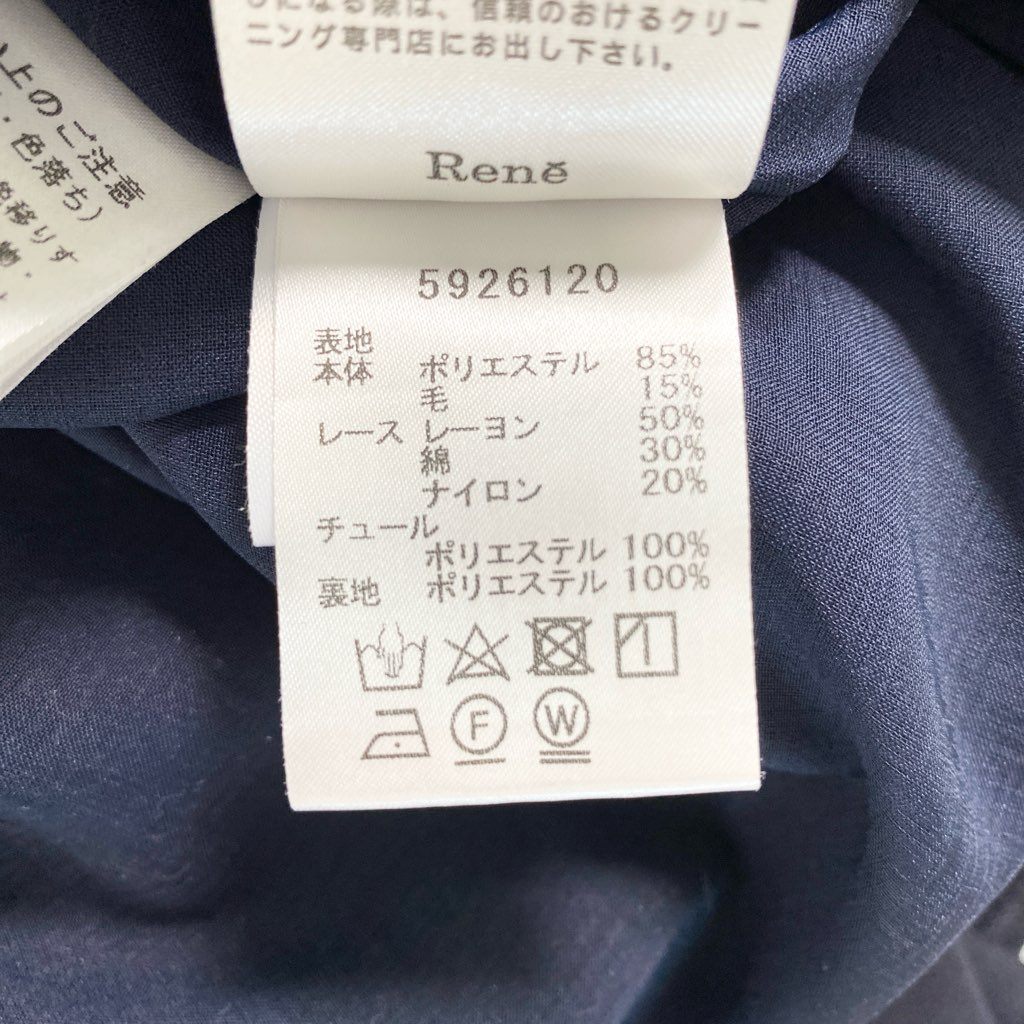 になる際は、信頼のおけるクリー
ニング専門店にお出し下さい。
René
上のご注意
・色落ち）
移りす
物、
5926120
表地
本体 ポリエステル 85%
毛 15%
レース レーヨン 50%
綿 30%
ナイロン 20%
チュール
ポリエステル 100%
裏地 ポリエステル 100%
F W